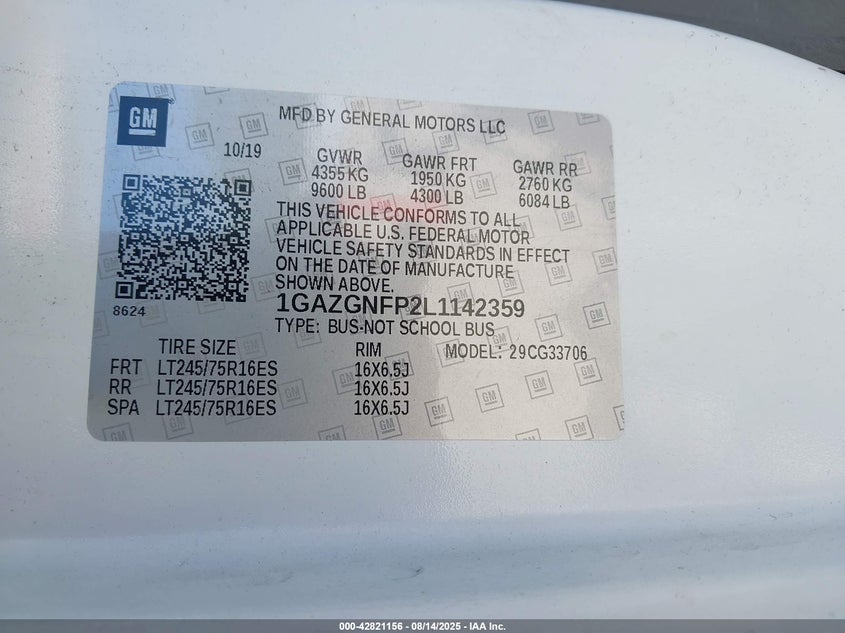 GM
MFD BY GENERAL MOTORS LLC
10/19
GVWR
4355 KG
9600 LB
GAWR FRT
1950 KG
4300 LB
GAWR RR
2760 KG
6084 LB
THIS VEHICLE CONFORMS TO ALL
APPLICABLE U.S. FEDERAL MOTOR
VEHICLE SAFETY STANDARDS IN EFFECT
ON THE DATE OF MANUFACTURE
SHOWN ABOVE.
8624
1GAZGNFP2L1142359
TYPE: BUS-NOT SCHOOL BUS
TIRE SIZE RIM MODEL: 29CG33706
FRT LT245/75R16ES 16X6.5J
RR LT245/75R16ES 16X6.5J
SPA LT245/75R16ES 16X6.5J
000-42821156 - 08/14/2025 - IAA Inc.